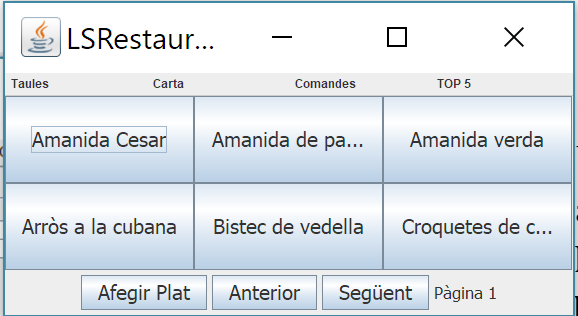 LSRestaur...
Taules Carta Comandes TOP 5
Amanida Cesar Amanida de pa... Amanida verda
Arròs a la cubana Bistec de vedella Croquetes de c...
Afegir Plat Anterior Següent Pàgina 1